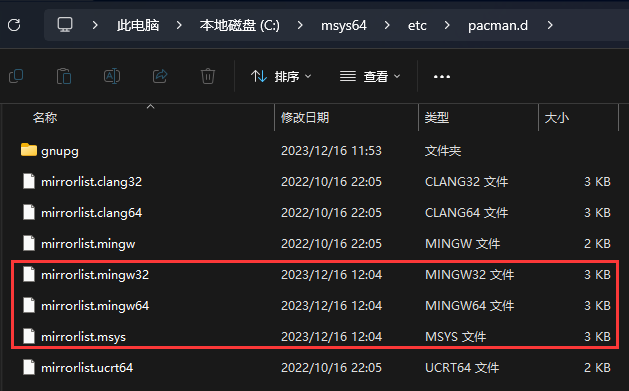 此电脑 > 本地磁盘 (C:) > msys64 > etc > pacman.d >
排序 查看 ...
名称 修改日期 类型 大小
gnupg 2023/12/16 11:53 文件夹
mirrorlist.clang32 2022/10/16 22:05 CLANG32 文件 3 KB
mirrorlist.clang64 2022/10/16 22:05 CLANG64 文件 3 KB
mirrorlist.mingw 2022/10/16 22:05 MINGW 文件 2 KB
mirrorlist.mingw32 2023/12/16 12:04 MINGW32 文件 3 KB
mirrorlist.mingw64 2023/12/16 12:04 MINGW64 文件 3 KB
mirrorlist.msys 2023/12/16 12:04 MSYS 文件 3 KB
mirrorlist.ucrt64 2022/10/16 22:05 UCRT64 文件 2 KB